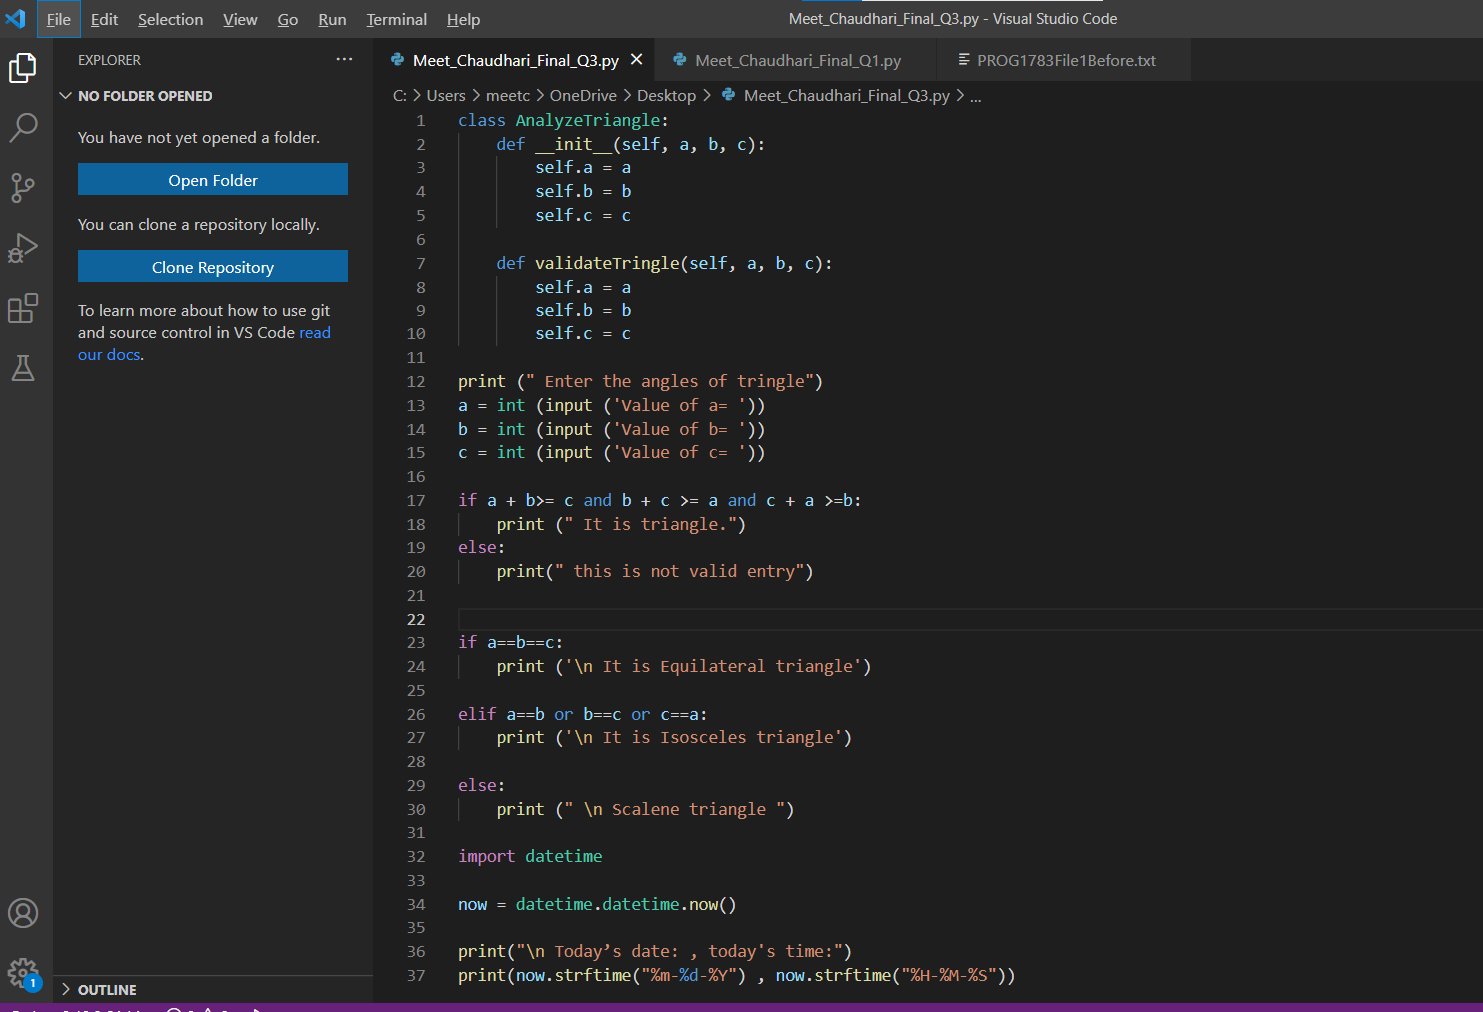 File Edit Selection View Go Run Terminal Help
Meet_Chaudhari_Final_Q3.py - Visual Studio Code
EXPLORER
NO FOLDER OPENED
You have not yet opened a folder.
Open Folder
You can clone a repository locally.
Clone Repository
To learn more about how to use git
and source control in VS Code read
our docs.
OUTLINE
1
Meet_Chaudhari_Final_Q3.py
Meet_Chaudhari_Final_Q1.py
PROG1783File1Before.txt
C: > Users > meetc > OneDrive > Desktop > Meet_Chaudhari_Final_Q3.py > ...
1 class AnalyzeTriangle:
2     def __init__(self, a, b, c):
3         self.a = a
4         self.b = b
5         self.c = c
6
7     def validateTringle(self, a, b, c):
8         self.a = a
9         self.b = b
10         self.c = c
11
12 print (" Enter the angles of tringle")
13 a = int (input ('Value of a= '))
14 b = int (input ('Value of b= '))
15 c = int (input ('Value of c= '))
16
17 if a + b>= c and b + c >= a and c + a >=b:
18     print (" It is triangle.")
19 else:
20     print(" this is not valid entry")
21
22
23 if a==b==c:
24     print ('\n It is Equilateral triangle')
25
26 elif a==b or b==c or c==a:
27     print ('\n It is Isosceles triangle')
28
29 else:
30     print (" \n Scalene triangle ")
31
32 import datetime
33
34 now = datetime.datetime.now()
35
36 print("\n Today’s date: , today's time:")
37 print(now.strftime("%m-%d-%Y") , now.strftime("%H-%M-%S"))